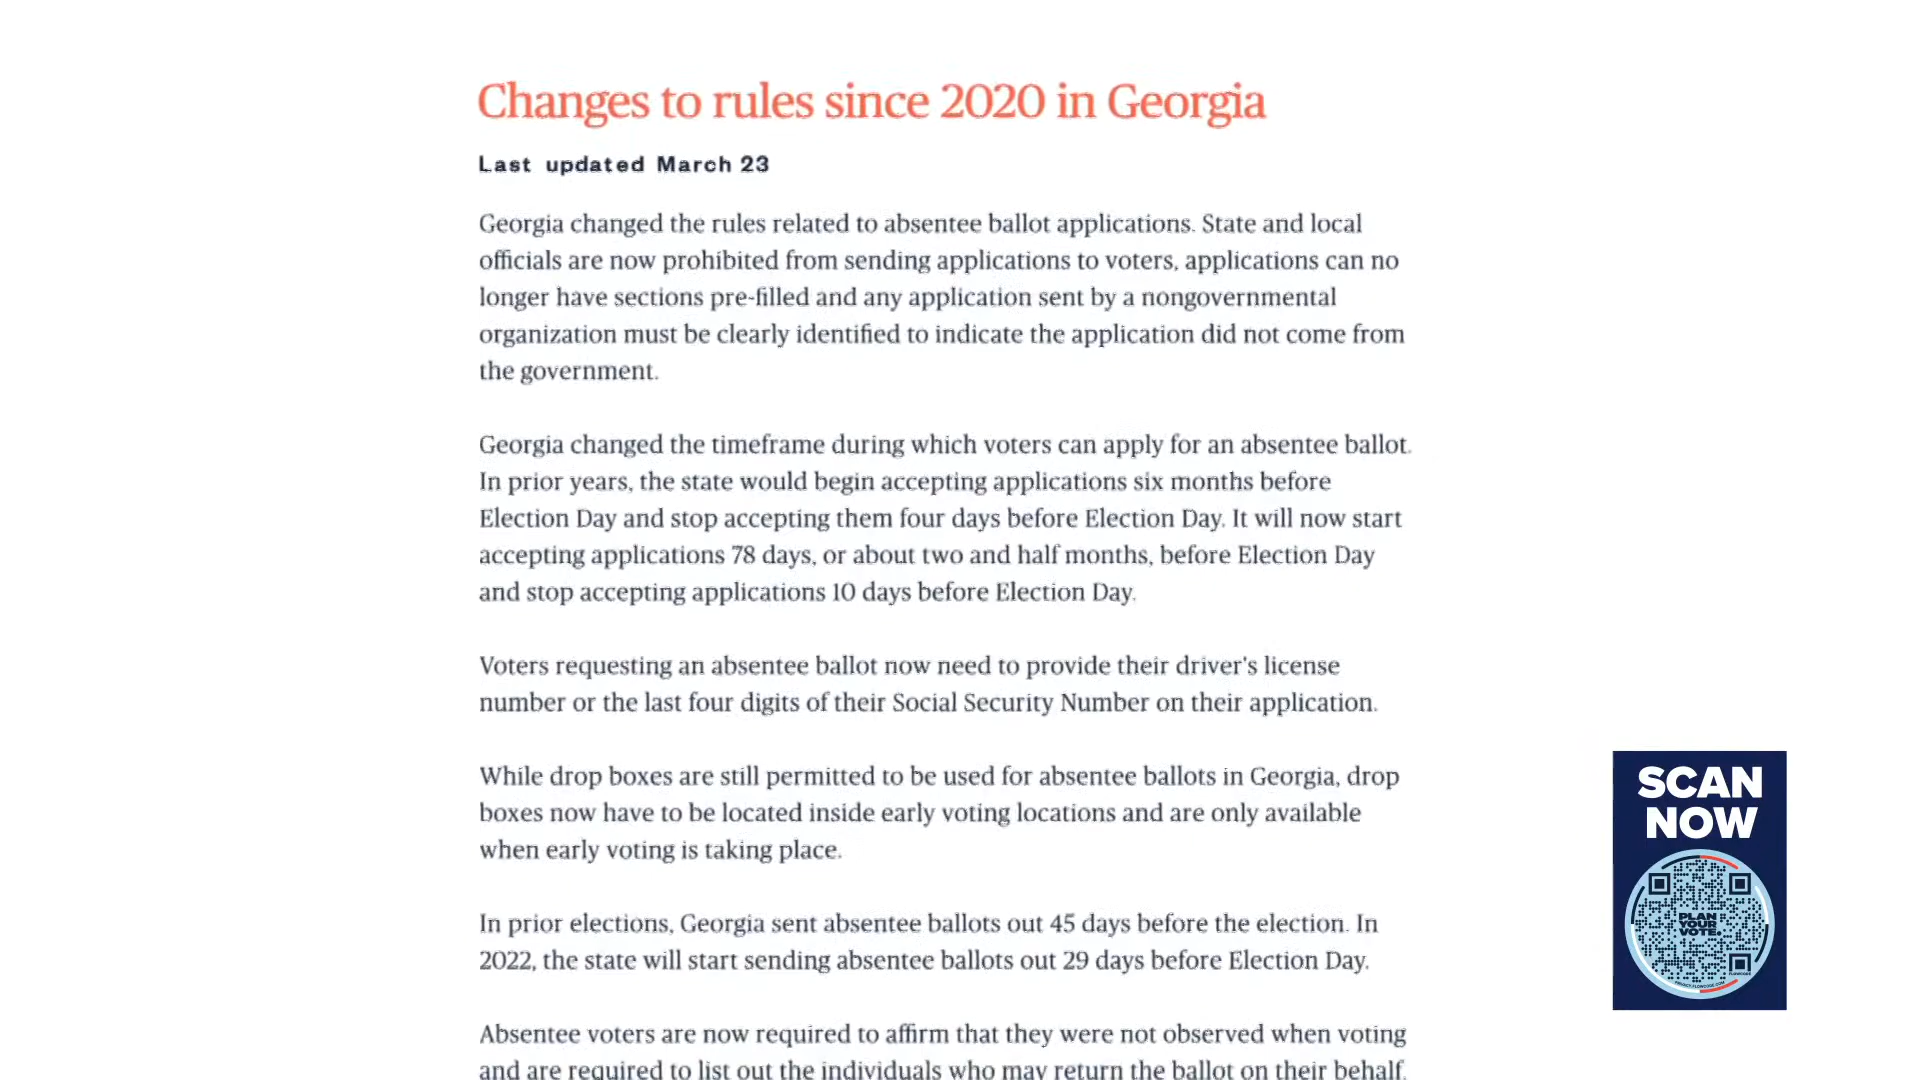 Changes to rules since 2020 in Georgia
Last updated March 23
Georgia changed the rules related to absentee ballot applications. State and local
officials are now prohibited from sending applications to voters, applications can no
longer have sections pre-filled and any application sent by a nongovernmental
organization must be clearly identified to indicate the application did not come from
the government.
Georgia changed the timeframe during which voters can apply for an absentee ballot.
In prior years, the state would begin accepting applications six months before
Election Day and stop accepting them four days before Election Day. It will now start
accepting applications 78 days, or about two and half months, before Election Day
and stop accepting applications 10 days before Election Day.
Voters requesting an absentee ballot now need to provide their driver's license
number or the last four digits of their Social Security Number on their application.
While drop boxes are still permitted to be used for absentee ballots in Georgia, drop
boxes now have to be located inside early voting locations and are only available
when early voting is taking place.
In prior elections, Georgia sent absentee ballots out 45 days before the election. In
2022, the state will start sending absentee ballots out 29 days before Election Day.
Absentee voters are now required to affirm that they were not observed when voting
and are required to list out the individuals who may return the ballot on their behalf.
SCAN
NOW
PLAN
YOUR
VOTE.
FLOWCODE
PRIVACY.FLOWCODE.COM